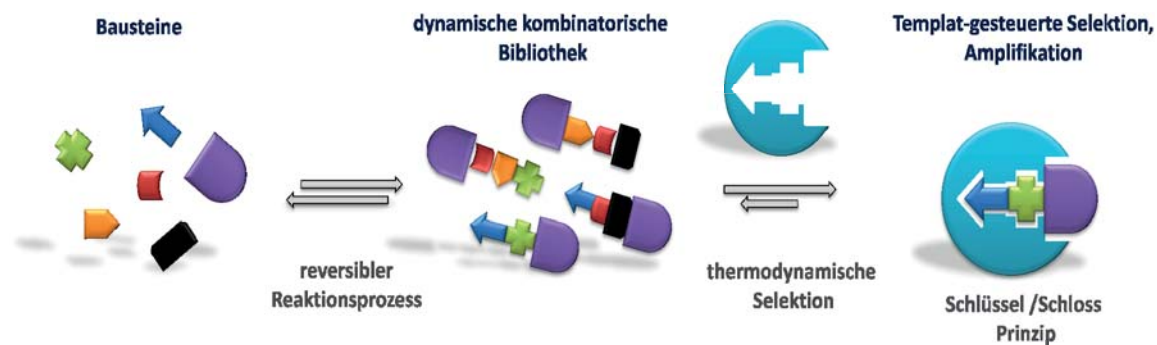 Bausteine
dynamische kombinatorische
Bibliothek
Templat-gesteuerte Selektion,
Amplifikation
reversibler
Reaktionsprozess
thermodynamische
Selektion
Schlüssel /Schloss
Prinzip